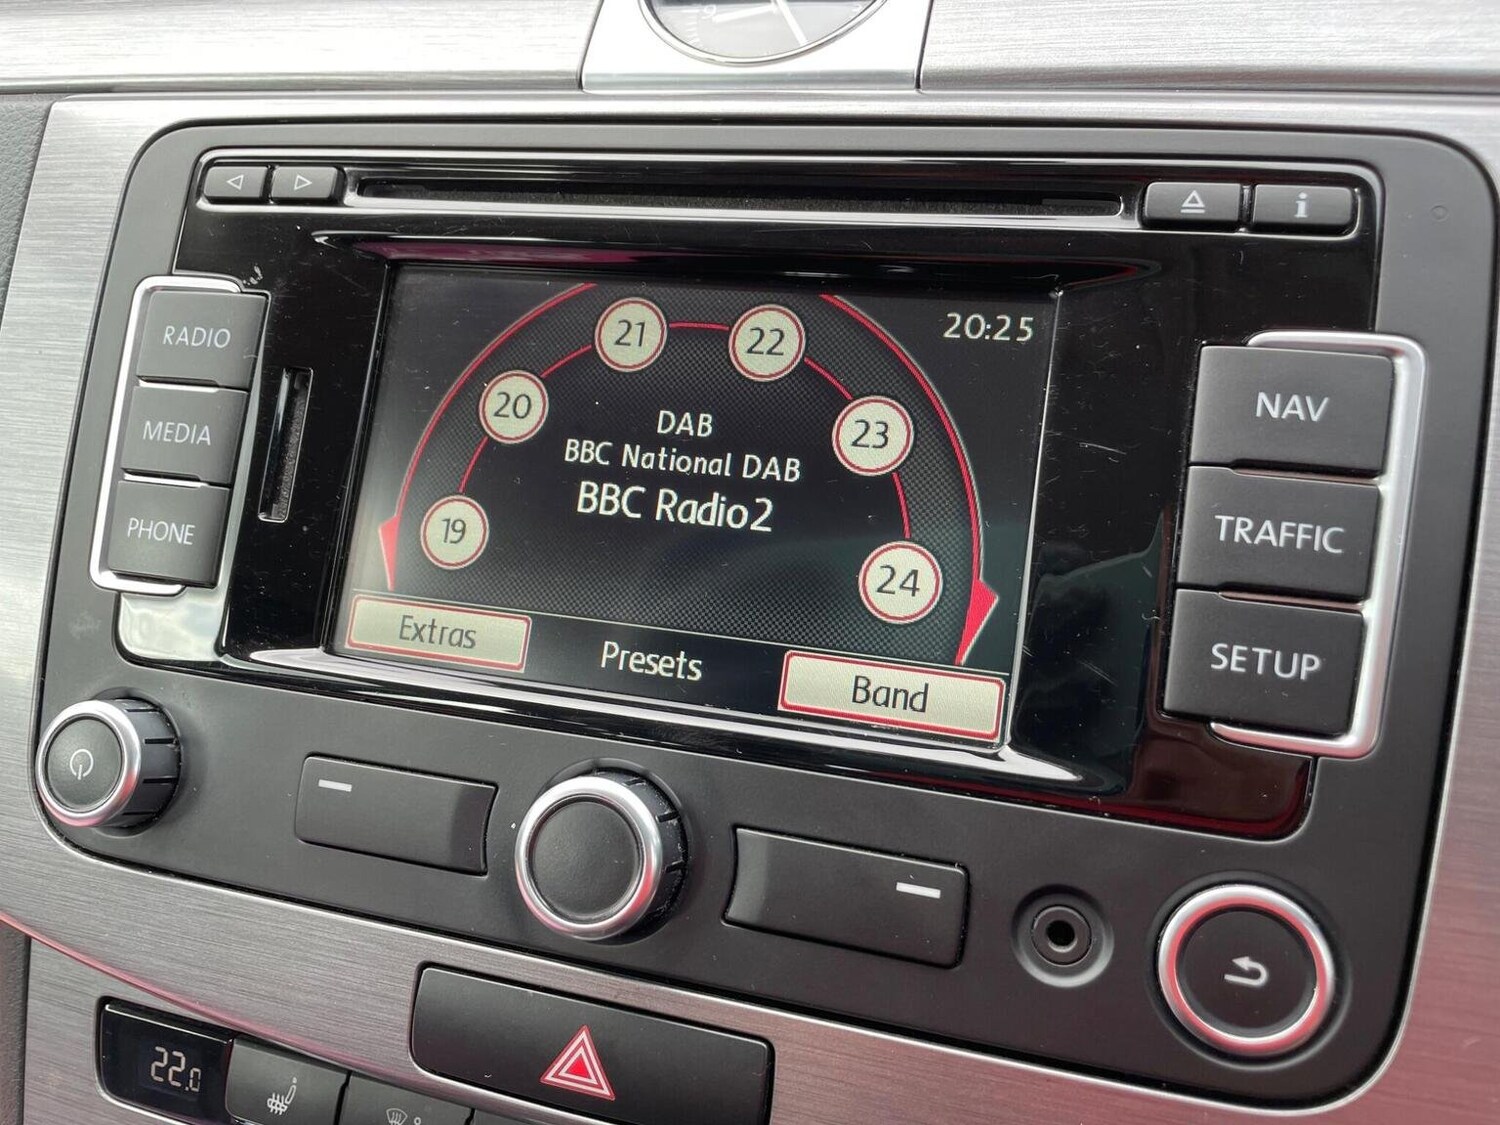 i
RADIO
MEDIA
PHONE
20:25
21
22
20
23
19
24
DAB
BBC National DAB
BBC Radio2
Extras
Presets
Band
NAV
TRAFFIC
SETUP
22.0